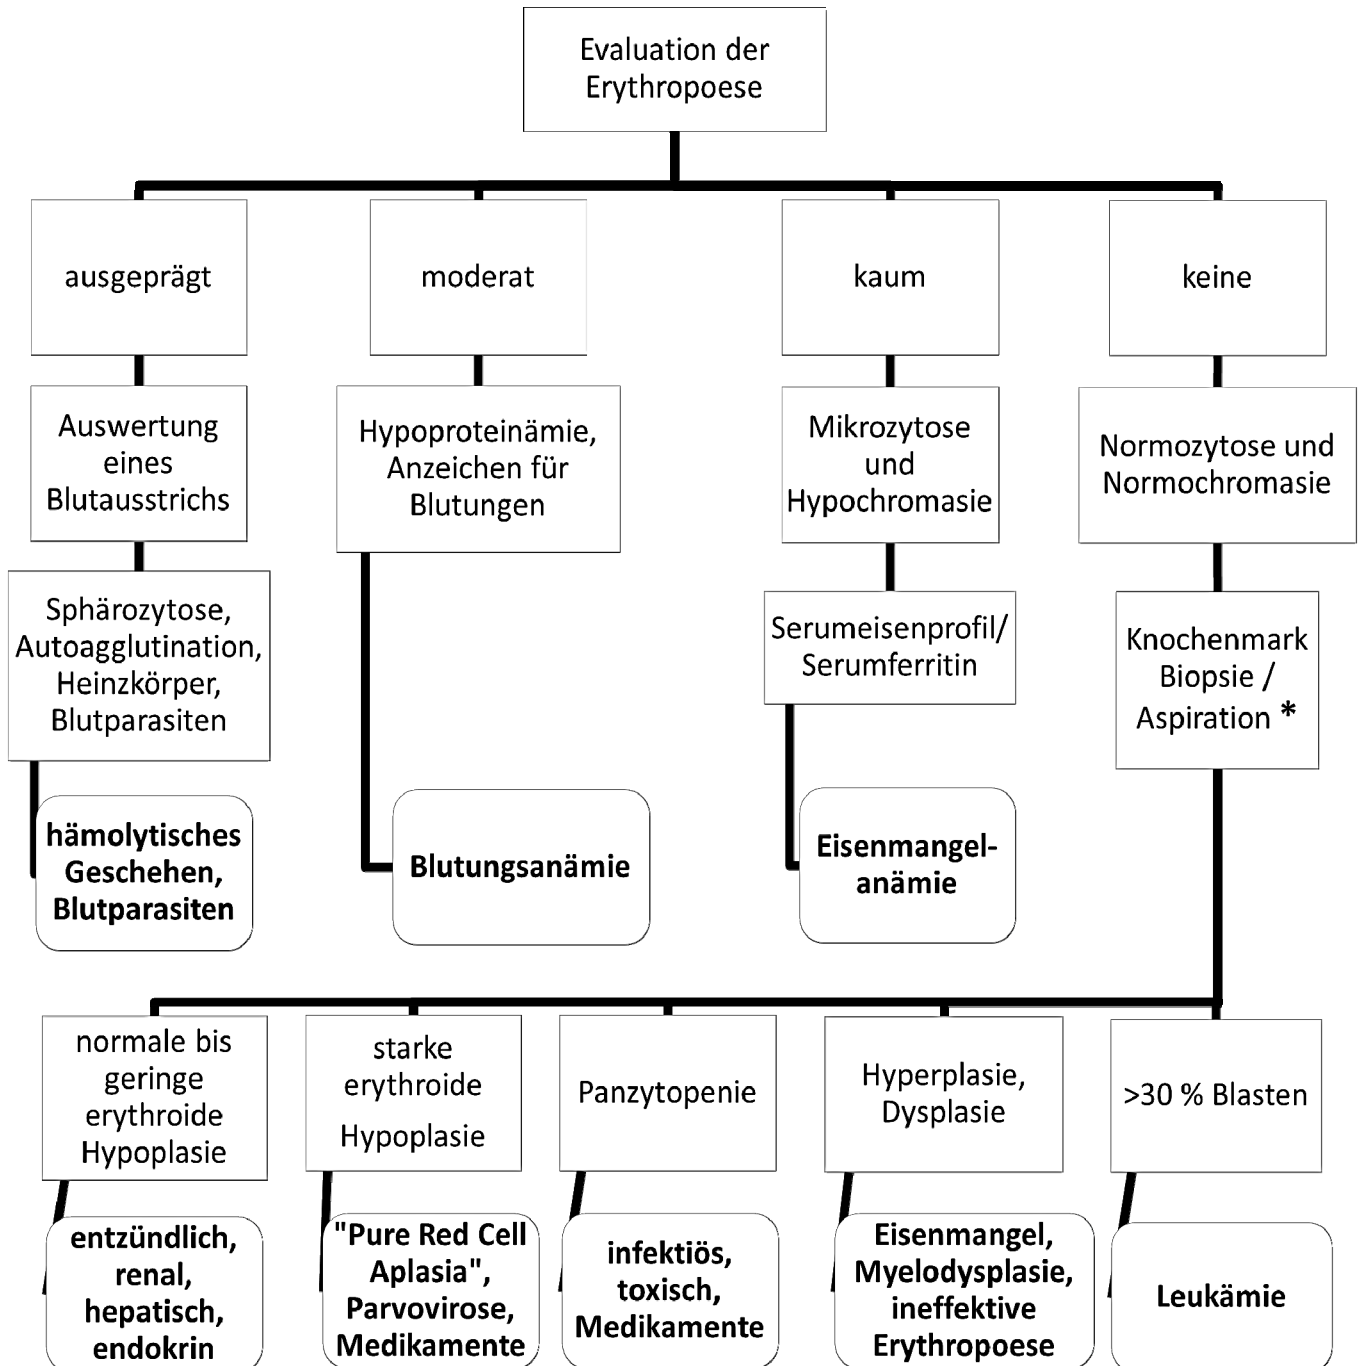 Evaluation der
Erythropoese
ausgeprägt
moderat
kaum
keine
Auswertung
eines
Blutausstrichs
Hypoproteinämie,
Anzeichen für
Blutungen
Mikrozytose
und
Hypochromasie
Normozytose und
Normochromasie
Sphärozytose,
Autoagglutination,
Heinzkörper,
Blutparasiten
Serumeisenprofil/
Serumferritin
Knochenmark
Biopsie /
Aspiration *
hämolytisches
Geschehen,
Blutparasiten
Blutungsanämie
Eisenmangel-
anämie
normale bis
geringe
erythroide
Hypoplasie
starke
erythroide
Hypoplasie
Panzytopenie
Hyperplasie,
Dysplasie
>30 % Blasten
entzündlich,
renal,
hepatisch,
endokrin
"Pure Red Cell
Aplasia",
Parvovirose,
Medikamente
infektiös,
toxisch,
Medikamente
Eisenmangel,
Myelodysplasie,
ineffektive
Erythropoese
Leukämie